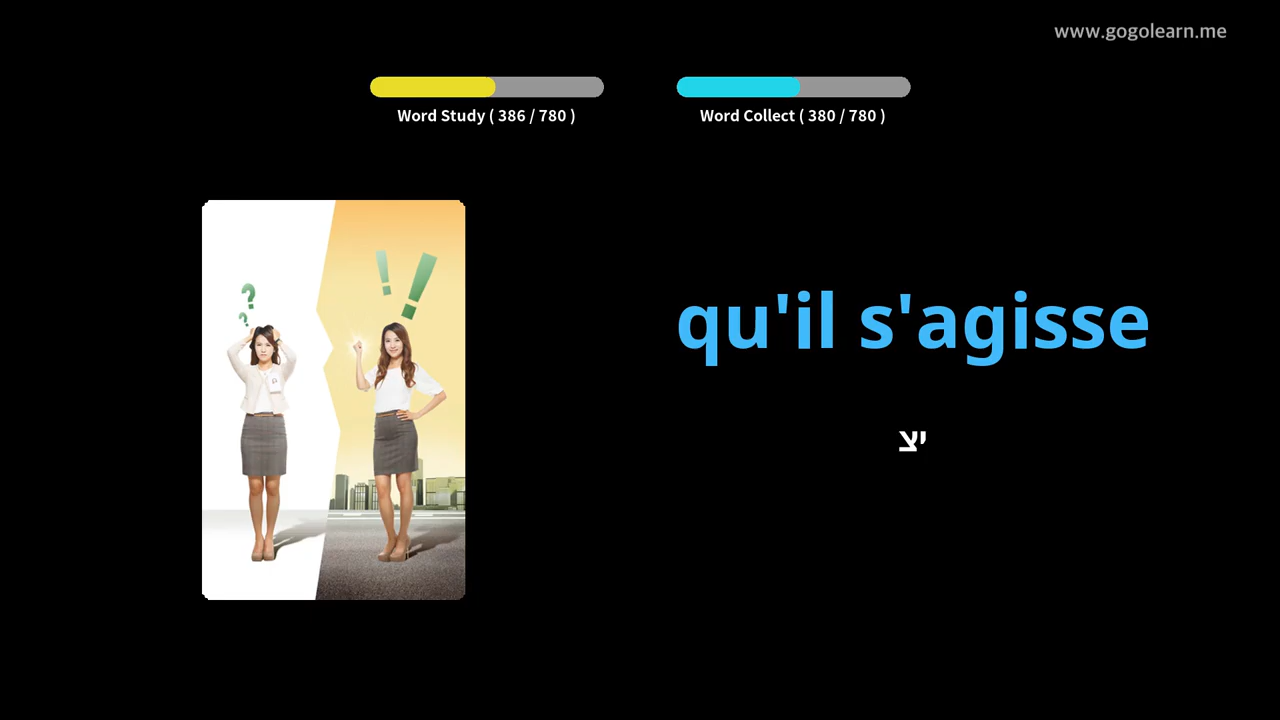 www.gogolearn.me
Word Study ( 386 / 780 )
Word Collect ( 380 / 780 )
qu'il s'agisse
יצ